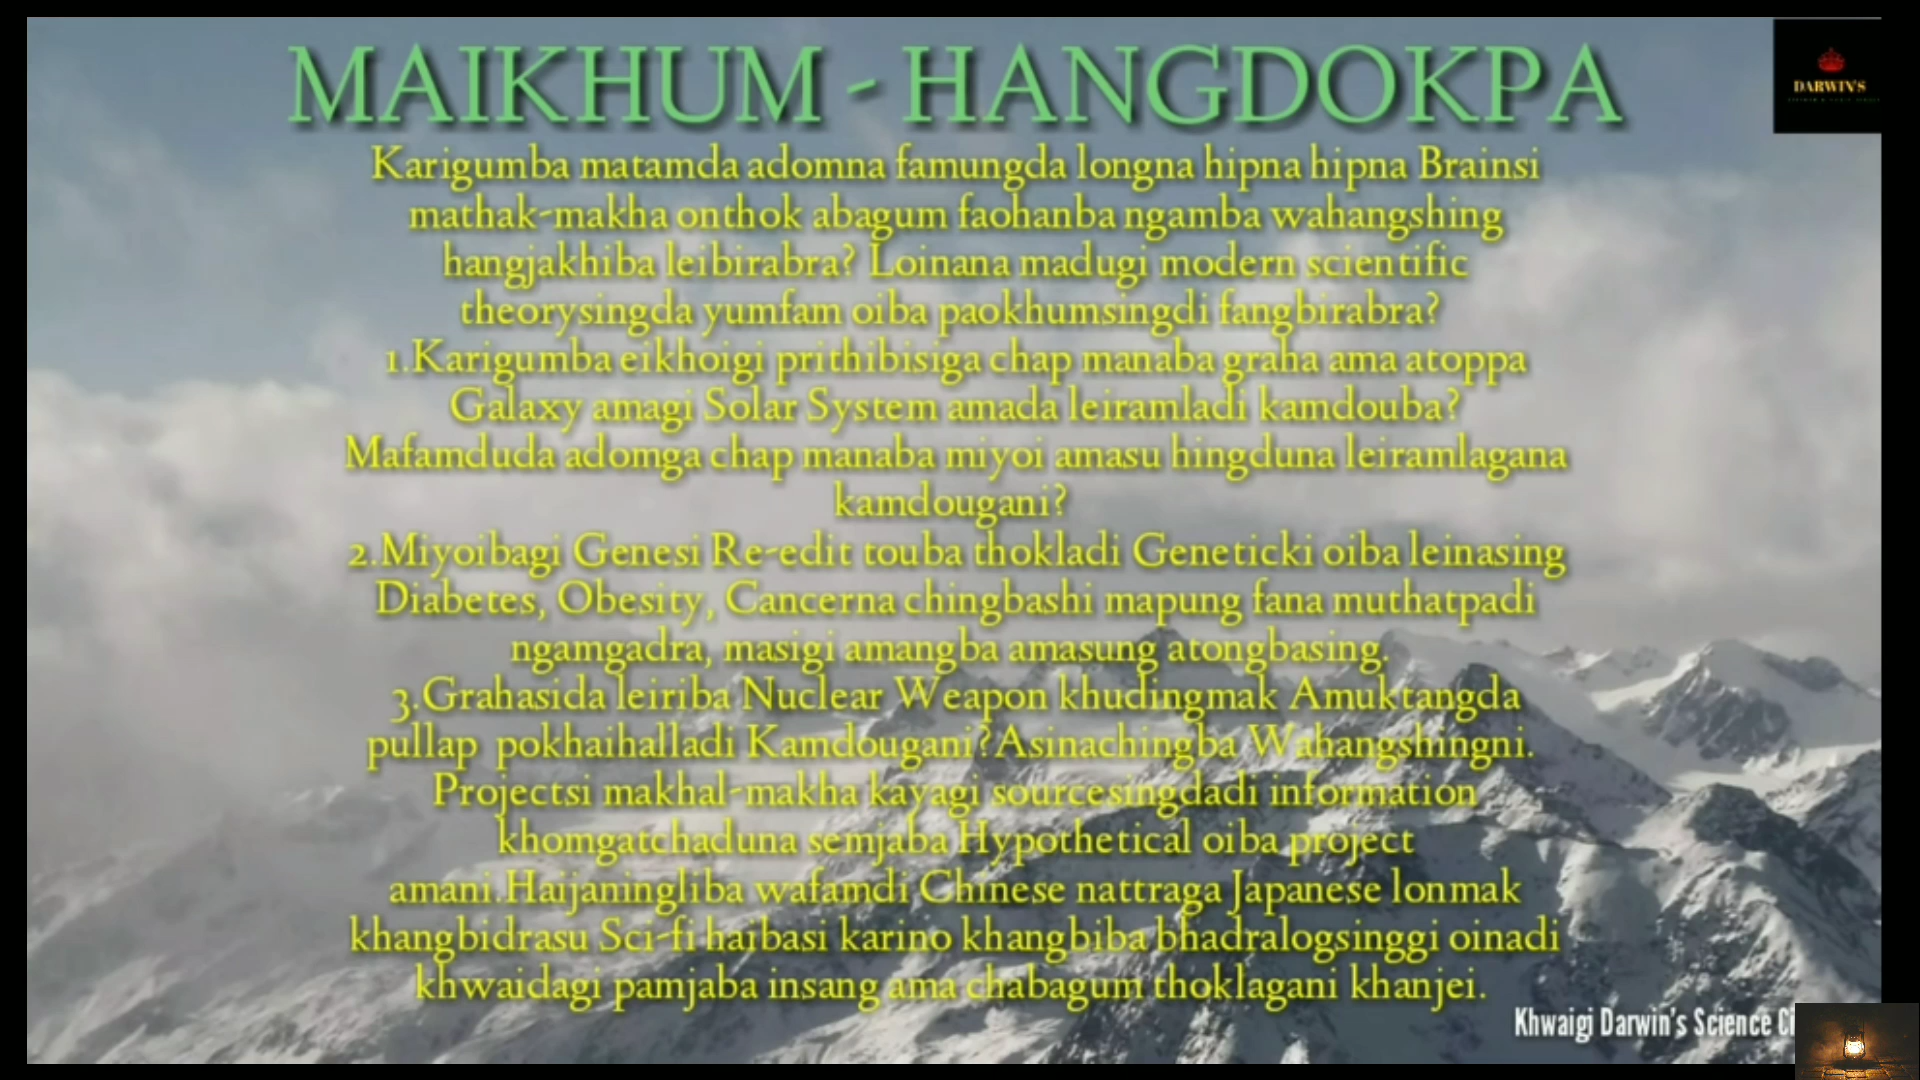 MAIKHUM - HANGDOKPA
DARWIN'S
Karigumba matamda adomna famungda longna hipna hipna Brainsi
mathak-makha onthok abagum faohanba ngamba wahangshing
hangjakhiba leibirabra? Loinana madugi modern scientific
theorysingda yumfam oiba paokhumsingdi fangbirabra?
1.Karigumba eikhoigi prithibisiga chap manaba graha ama atoppa
Galaxy amagi Solar System amada leiramladi kamdouba?
Mafamduda adomga chap manaba miyoi amasu hingduna leiramlagana
kamdougani?
2.Miyoibagi Genesi Re-edit touba thokladi Geneticki oiba leinasing
Diabetes, Obesity, Cancerna chingbashi mapung fana muthatpadi
ngamgadra, masigi amangba amasung atongbasing.
3.Grahasida leiriba Nuclear Weapon khudingmak Amuktangda
pullap pokhaihalladi Kamdougani?Asinachingba Wahangshingni.
Projectsi makhal-makha kayagi sourcesingdadi information
khomgatchaduna semjaba Hypothetical oiba project
amani.Haijaningliba wafamdi Chinese nattraga Japanese lonmak
khangbidrasu Sci-fi haibasi karino khangbiba bhadralogsinggi oinadi
khwaidagi pamjaba insang ama chabagum thoklagani khanjei.
Khwaigi Darwin's Science Ci